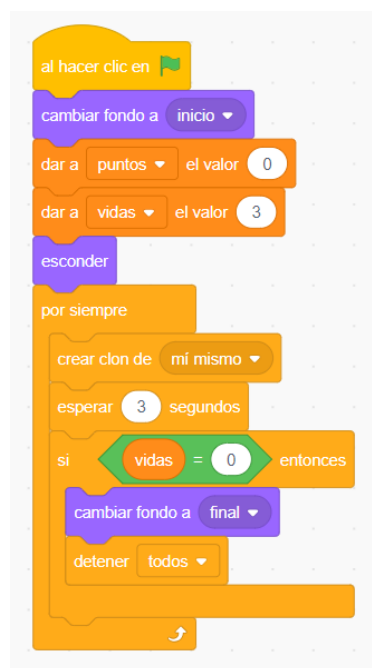 al hacer clic en
cambiar fondo a inicio
dar a puntos el valor 0
dar a vidas el valor 3
esconder
por siempre
crear clon de mí mismo
esperar 3 segundos
si vidas = 0 entonces
cambiar fondo a final
detener todos